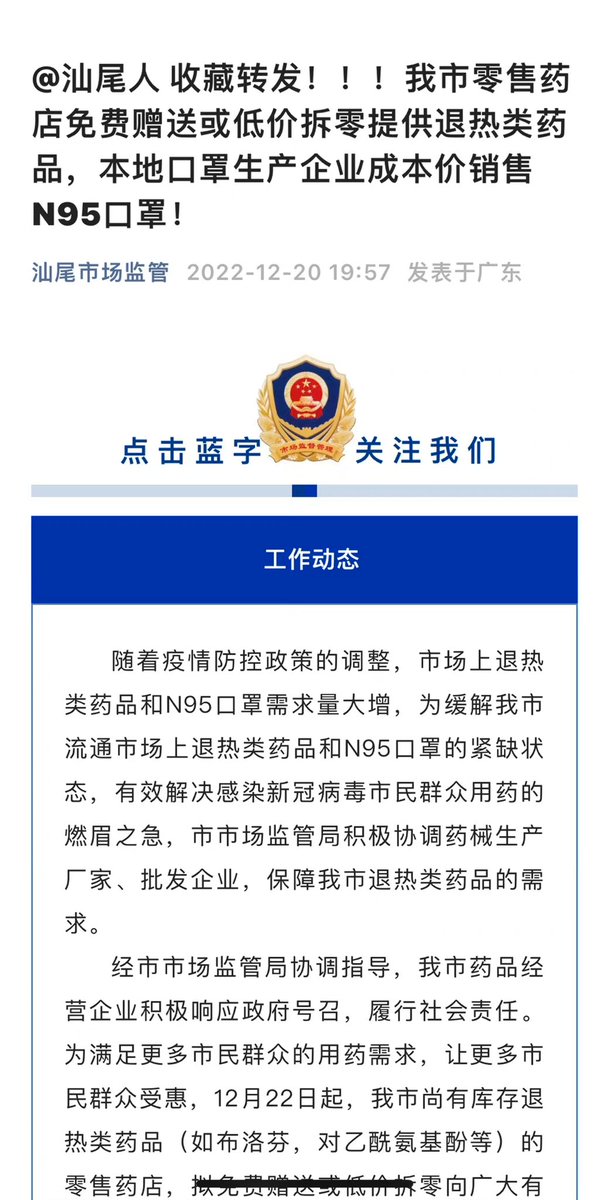 @汕尾人 收藏转发！！！我市零售药
店免费赠送或低价拆零提供退热类药
品，本地口罩生产企业成本价销售
N95口罩！
汕尾市场监管 2022-12-20 19:57 发表于广东
点击蓝字 市场监督管理 关注我们
工作动态
随着疫情防控政策的调整，市场上退热
类药品和N95口罩需求量大增，为缓解我市
流通市场上退热类药品和N95口罩的紧缺状
态，有效解决感染新冠病毒市民群众用药的
燃眉之急，市市场监管局积极协调药械生产
厂家、批发企业，保障我市退热类药品的需
求。
经市市场监管局协调指导，我市药品经
营企业积极响应政府号召，履行社会责任。
为满足更多市民群众的用药需求，让更多市
民群众受惠，12月22日起，我市尚有库存退
热类药品（如布洛芬，对乙酰氨基酚等）的
零售药店，拟免费赠送或低价拆零向广大有